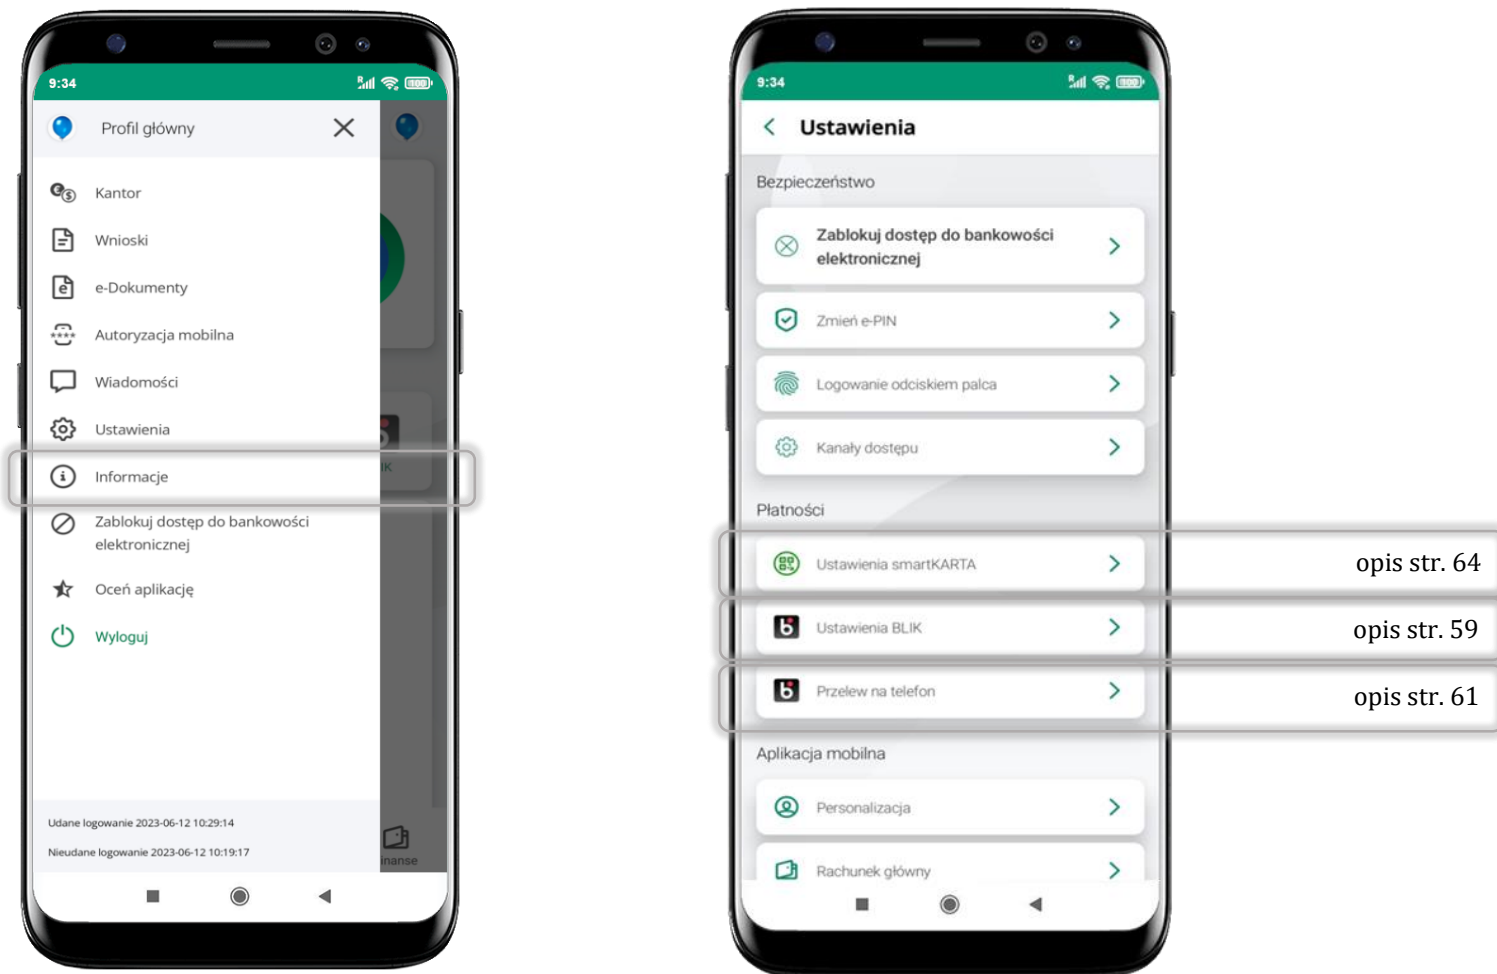 9:34
Profil główny
Kantor
Wnioski
e-Dokumenty
Autoryzacja mobilna
Wiadomości
Ustawienia
IK
Informacje
Zablokuj dostęp do bankowości
elektronicznej
Oceń aplikację
Wyloguj
Udane logowanie 2023-06-12 10:29:14
Nieudane logowanie 2023-06-12 10:19:17
inanse
9:34
Ustawienia
Bezpieczeństwo
Zablokuj dostęp do bankowości
elektronicznej
Zmień e-PIN
Logowanie odciskiem palca
Kanały dostępu
Płatności
Ustawienia smartKARTA
opis str. 64
Ustawienia BLIK
opis str. 59
Przelew na telefon
opis str. 61
Aplikacja mobilna
Personalizacja
Rachunek główny